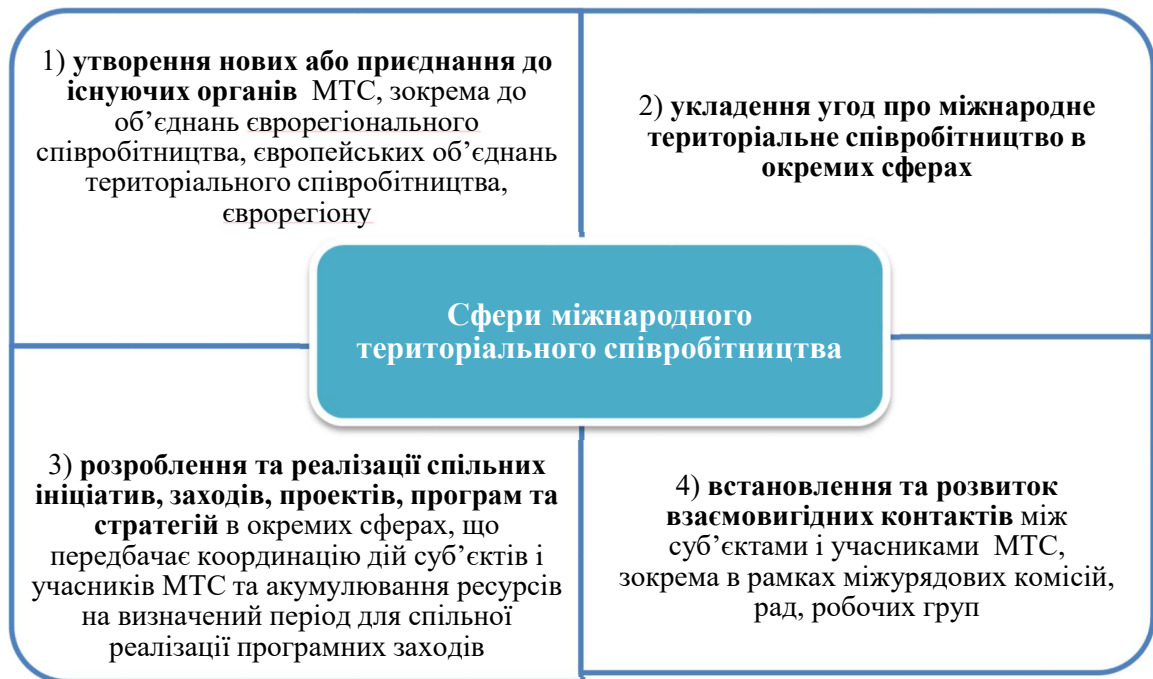 1) утворення нових або приєднання до
існуючих органів МТС, зокрема до
об’єднань єврорегіонального
співробітництва, європейських об’єднань
територіального співробітництва,
єврорегіону
2) укладення угод про міжнародне
територіальне співробітництво в
окремих сферах
Сфери міжнародного
територіального співробітництва
3) розроблення та реалізації спільних
ініціатив, заходів, проектів, програм та
стратегій в окремих сферах, що
передбачає координацію дій суб’єктів і
учасників МТС та акумулювання ресурсів
на визначений період для спільної
реалізації програмних заходів
4) встановлення та розвиток
взаємовигідних контактів між
суб’єктами і учасниками МТС,
зокрема в рамках міжурядових комісій,
рад, робочих груп